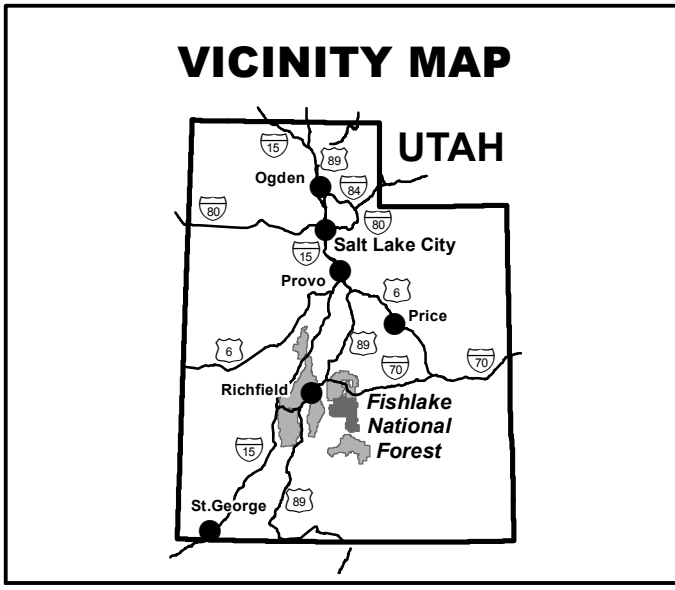 VICINITY MAP
UTAH
15
89
Ogden
84
80
80
Salt Lake City
15
Provo
6
Price
6
89
70
70
Richfield
Fishlake
National
Forest
15
St.George
89